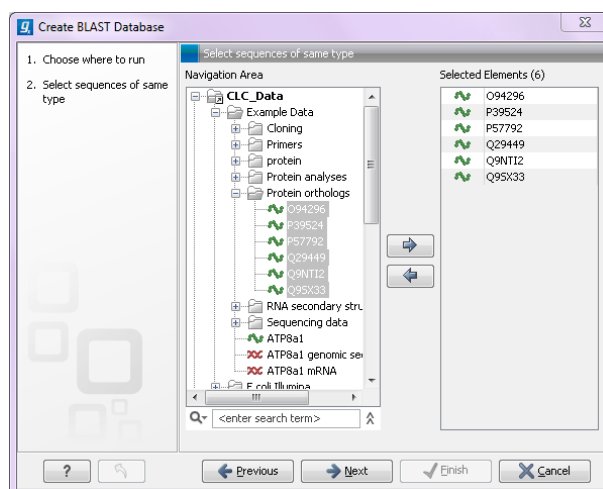 Create BLAST Database
1. Choose where to run
2. Select sequences of same
type
Select sequences of same type
Navigation Area
CLC_Data
Example Data
Cloning
Primers
protein
Protein analyses
Protein orthologs
O94296
P39524
P57792
Q29449
Q9NTI2
Q9SX33
RNA secondary stru
Sequencing data
ATP8a1
ATP8a1 genomic se
ATP8a1 mRNA
E coli Illumina
<enter search term>
Selected Elements (6)
O94296
P39524
P57792
Q29449
Q9NTI2
Q9SX33
? Previous Next Finish Cancel